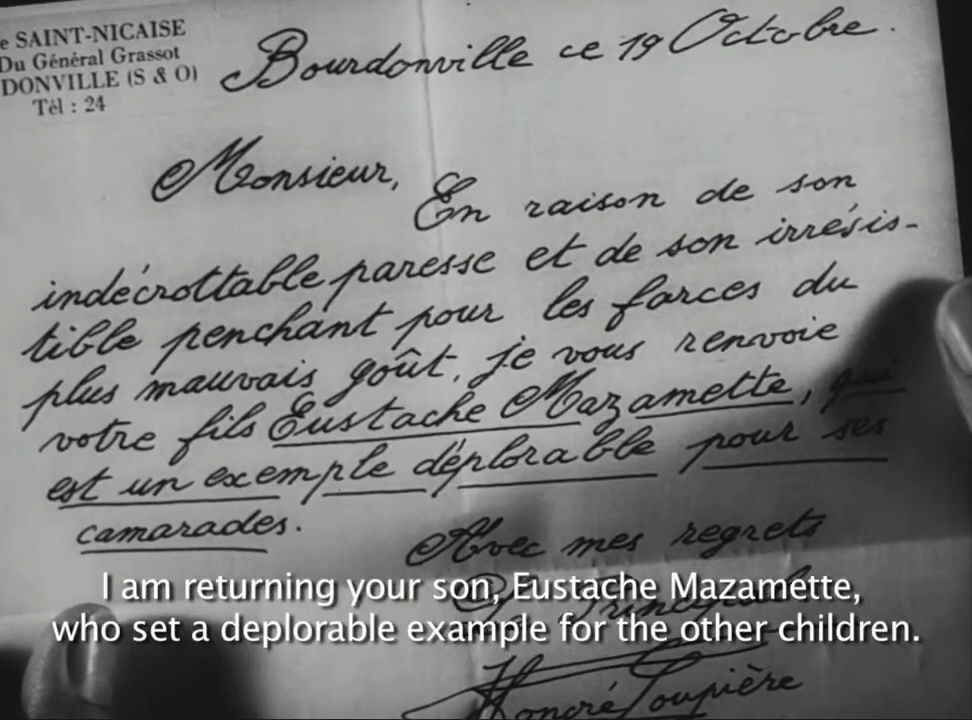 e SAINT-NICAISE
Du Général Grassot
DONVILLE (S & O)
Tél : 24
Bourdonville ce 19 Octobre.
Monsieur,
En raison de son
indécrottable paresse et de son irrésis-
tible penchant pour les farces du
plus mauvais goût, je vous renvoie
votre fils Eustache Mazamette, qui
est un exemple déplorable pour ses
camarades.
Avec mes regrets
Principal
I am returning your son, Eustache Mazamette,
who set a deplorable example for the other children.
Honoré Toupière